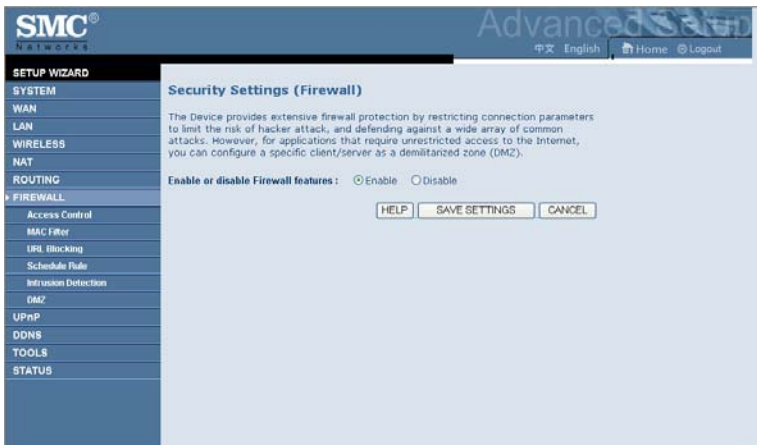 SMC®
Networks
Advanced Setup
中文 English Home Logout
SETUP WIZARD
SYSTEM
WAN
LAN
WIRELESS
NAT
ROUTING
FIREWALL
Access Control
MAC Filter
URL Blocking
Schedule Rule
Intrusion Detection
DMZ
UPnP
DDNS
TOOLS
STATUS
Security Settings (Firewall)
The Device provides extensive firewall protection by restricting connection parameters
to limit the risk of hacker attack, and defending against a wide array of common
attacks. However, for applications that require unrestricted access to the Internet,
you can configure a specific client/server as a demilitarized zone (DMZ).
Enable or disable Firewall features : Enable Disable
HELP SAVE SETTINGS CANCEL